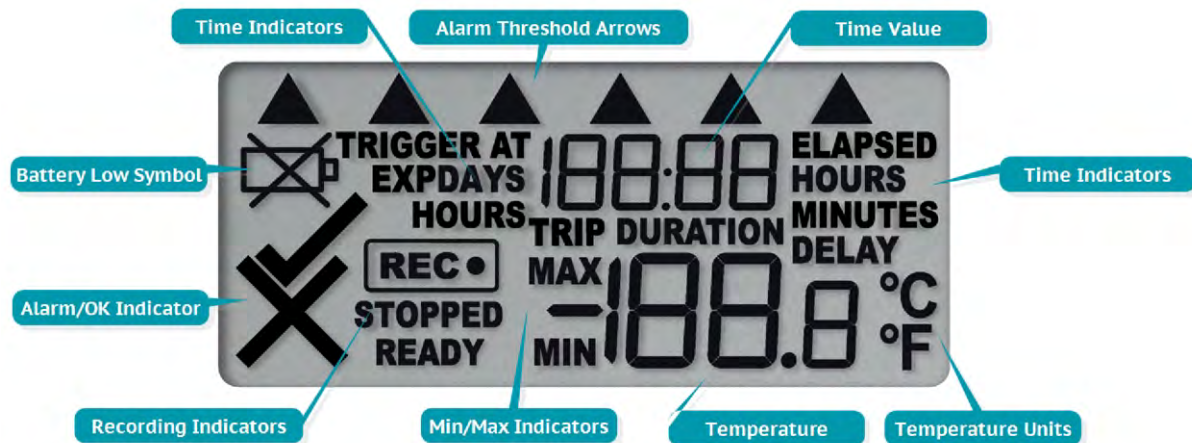 Time Indicators
Alarm Threshold Arrows
Time Value
TRIGGER AT
188:88
ELAPSED
Battery Low Symbol
EXPDAYS
HOURS
Time Indicators
HOURS
MINUTES
TRIP DURATION
DELAY
REC
MAX
-188.8
°C
Alarm/OK Indicator
STOPPED
°F
READY
MIN
Recording Indicators
Min/Max Indicators
Temperature
Temperature Units